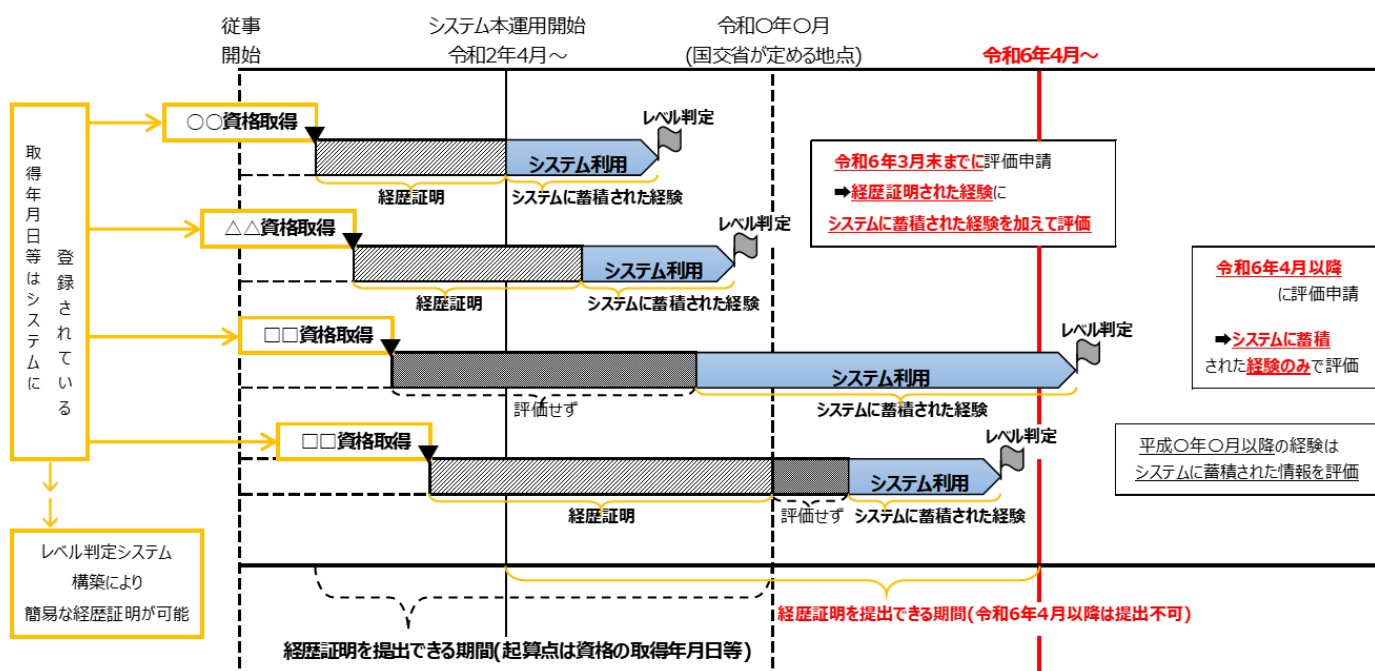 従事
開始
システム本運用開始
令和2年4月～
令和〇年〇月
(国交省が定める地点)
令和6年4月～
取得年月日等はシステムに
登録されている
〇〇資格取得
レベル判定
システム利用
経歴証明
システムに蓄積された経験
令和6年3月末までに評価申請
➡経歴証明された経験に
システムに蓄積された経験を加えて評価
△△資格取得
レベル判定
システム利用
経歴証明
システムに蓄積された経験
令和6年4月以降
に評価申請
➡システムに蓄積
された経験のみで評価
□□資格取得
レベル判定
システム利用
評価せず
システムに蓄積された経験
□□資格取得
レベル判定
システム利用
経歴証明
評価せず
システムに蓄積された経験
平成〇年〇月以降の経験は
システムに蓄積された情報を評価
レベル判定システム
構築により
簡易な経歴証明が可能
経歴証明を提出できる期間(令和6年4月以降は提出不可)
経歴証明を提出できる期間(起算点は資格の取得年月日等)